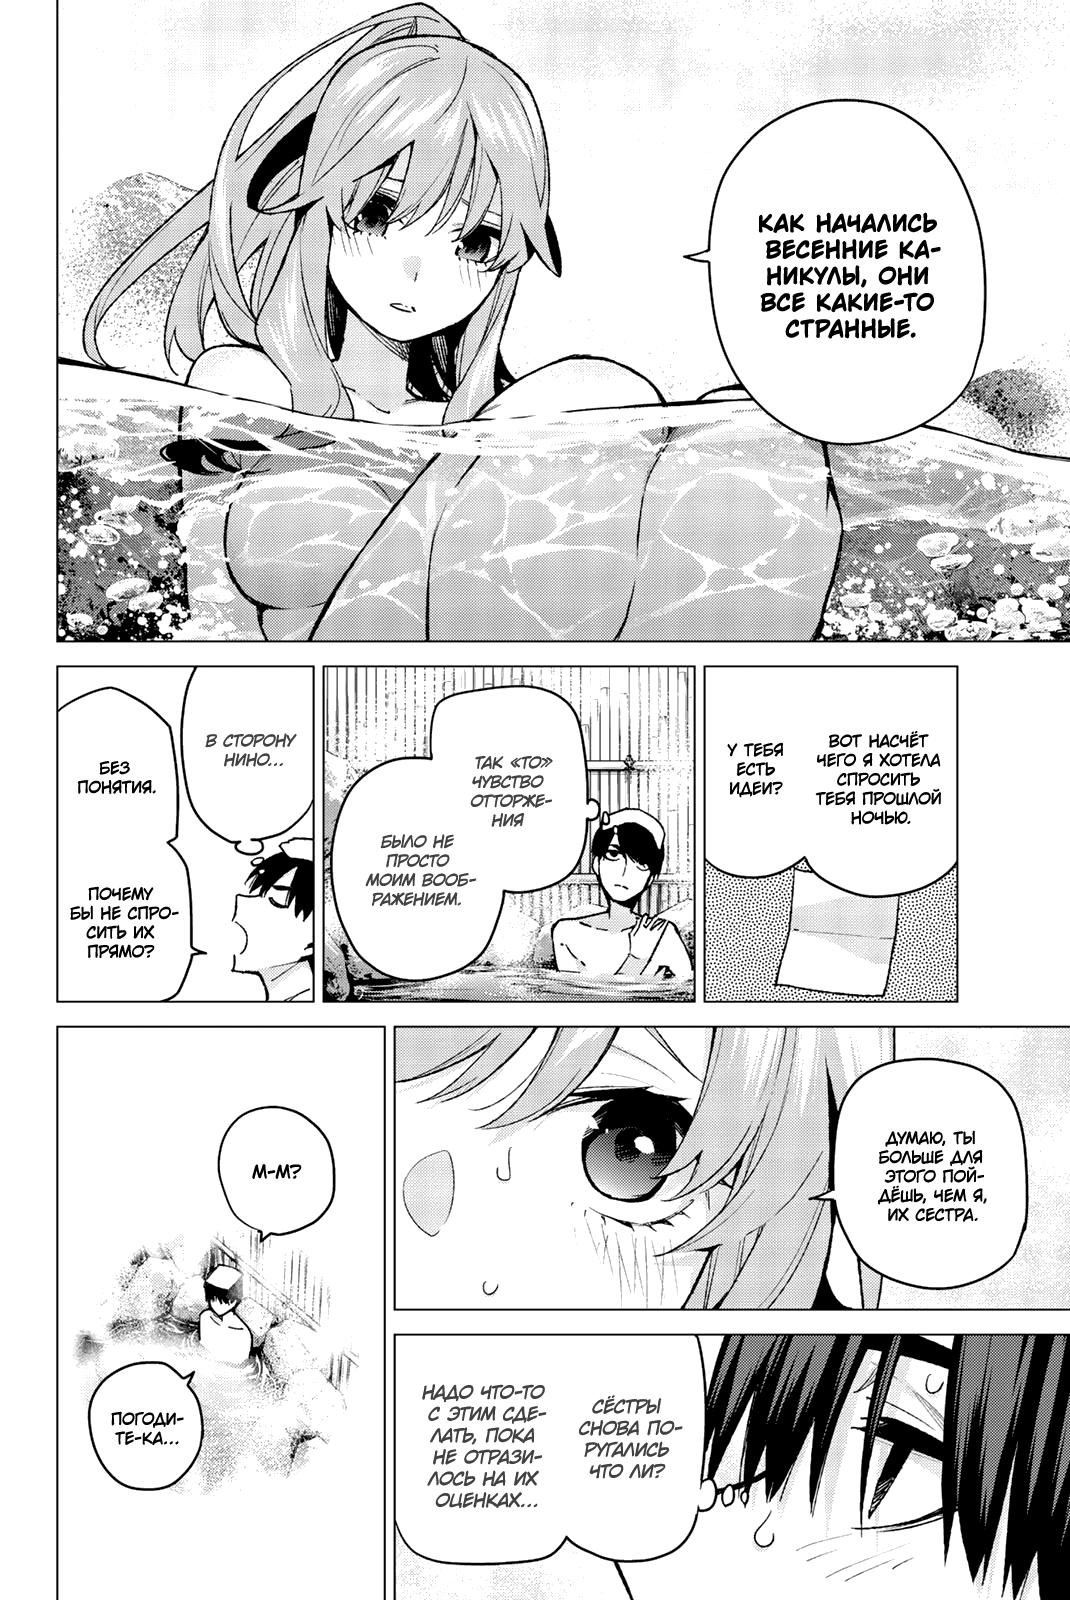 КАК НАЧАЛИСЬ
ВЕСЕННИЕ КА-
НИКУЛЫ, ОНИ
ВСЕ КАКИЕ-ТО
СТРАННЫЕ.
ВОТ НАСЧЁТ
ЧЕГО Я ХОТЕЛА
СПРОСИТЬ
ТЕБЯ ПРОШЛОЙ
НОЧЬЮ.
У ТЕБЯ
ЕСТЬ
ИДЕИ?
ТАК «ТО»
ЧУВСТВО
ОТТОРЖЕ-
НИЯ
БЫЛО НЕ
ПРОСТО
МОИМ ВООБ-
РАЖЕНИЕМ.
В СТОРОНУ
НИНО...
БЕЗ
ПОНЯТИЯ.
ПОЧЕМУ
БЫ НЕ СПРО-
СИТЬ ИХ
ПРЯМО?
ДУМАЮ, ТЫ
БОЛЬШЕ ДЛЯ
ЭТОГО ПОЙ-
ДЁШЬ, ЧЕМ Я,
ИХ СЕСТРА.
СЁСТРЫ
СНОВА ПО-
РУГАЛИСЬ
ЧТО ЛИ?
НАДО ЧТО-ТО
С ЭТИМ СДЕ-
ЛАТЬ, ПОКА
НЕ ОТРАЗИ-
ЛОСЬ НА ИХ
ОЦЕНКАХ...
М-М?
ПОГОДИ-
ТЕ-КА...